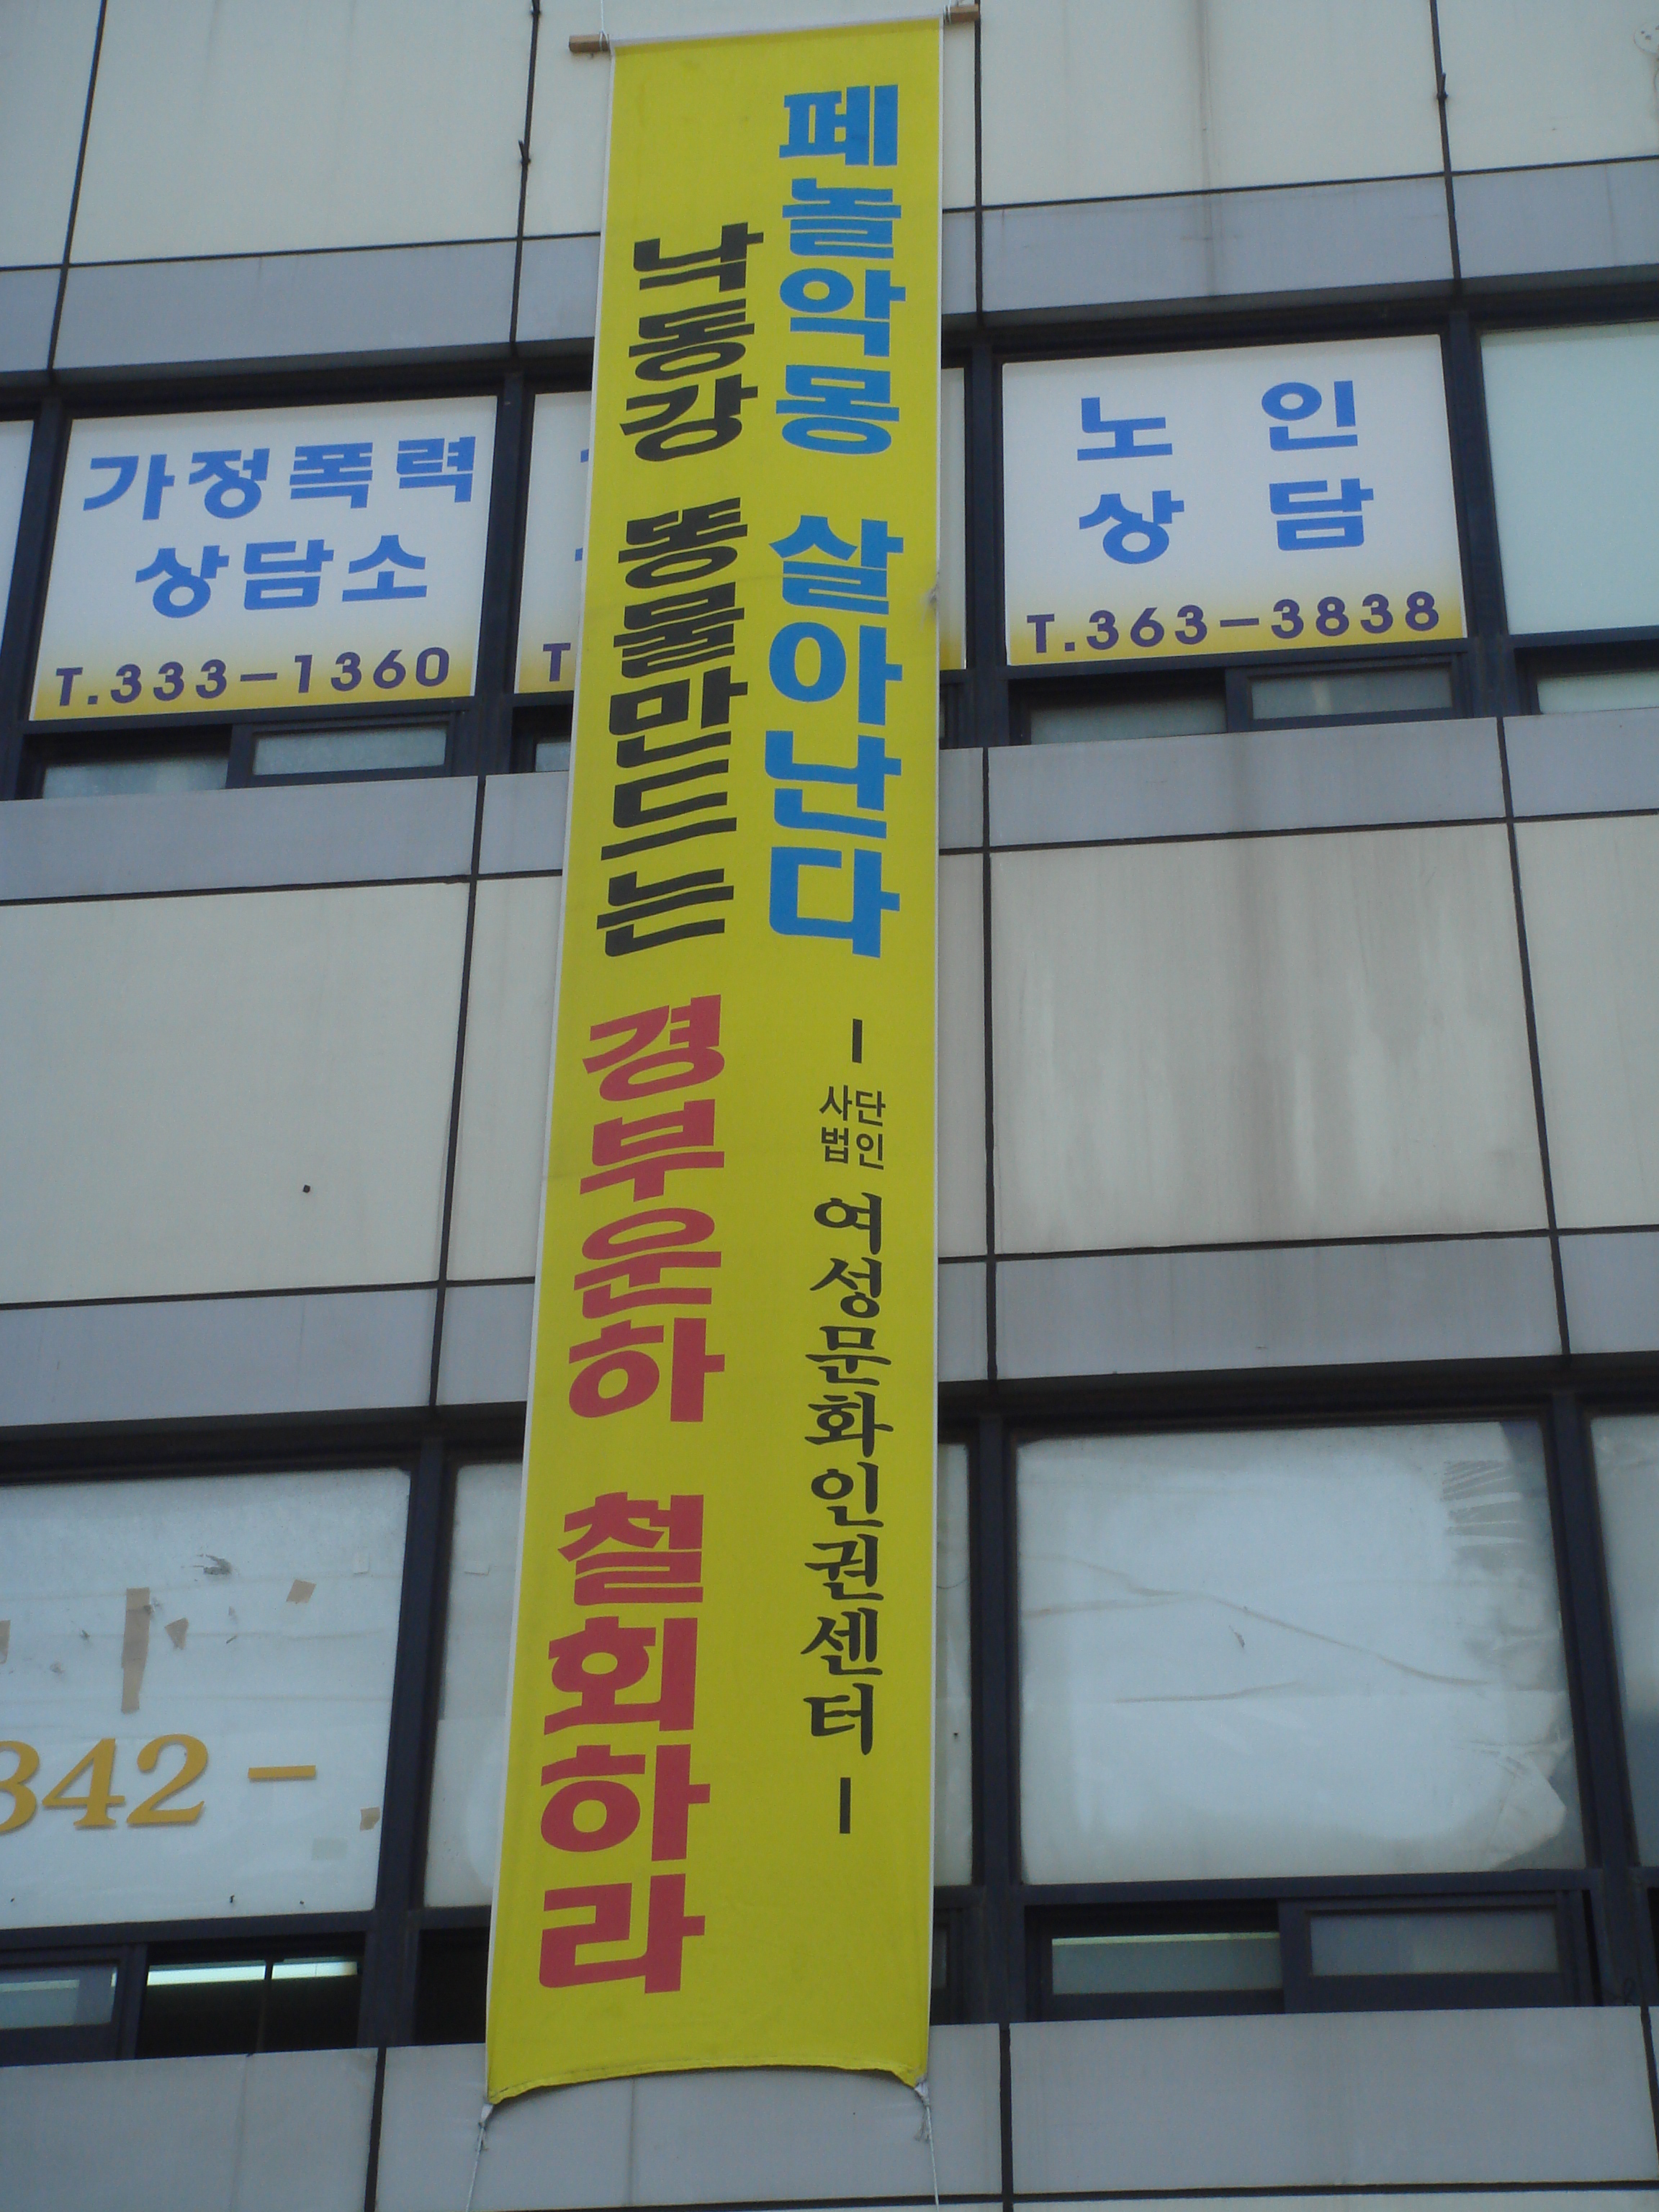 페놀악몽 살아난다
- 사단법인 여성문화인권센터 -
낙동강 똥물만드는 경부운하 철회하라
가정폭력
상담소
T.333-1360
T
노인
상담
T.363-3838
342-